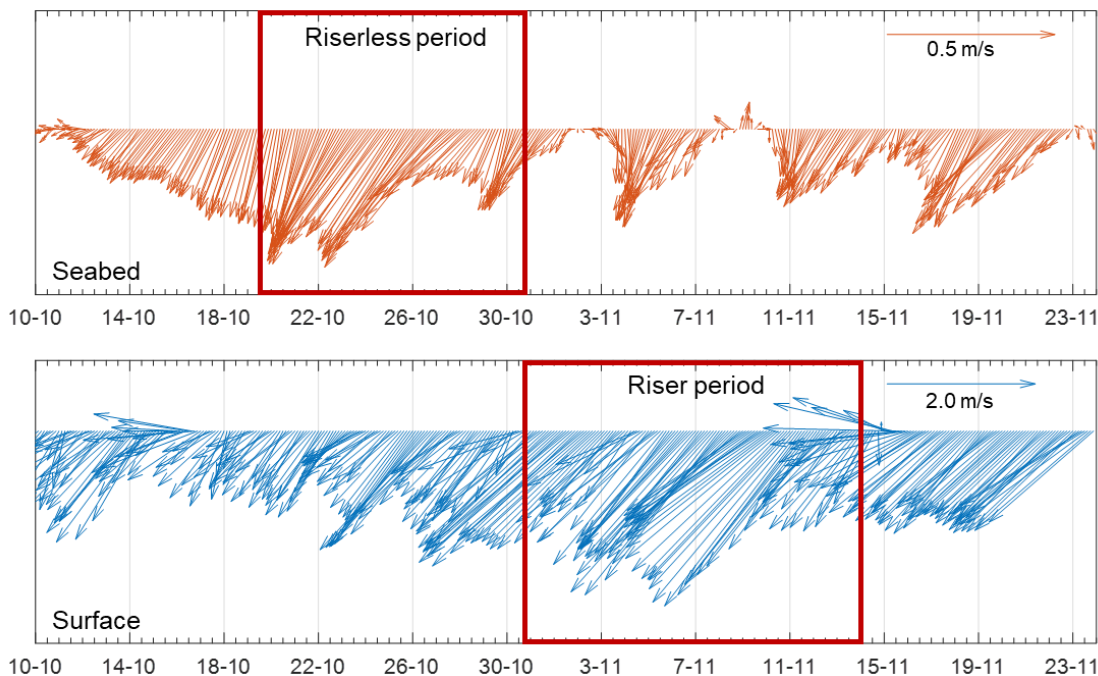 Riserless period
0.5 m/s
Seabed
10-10 14-10 18-10 22-10 26-10 30-10 3-11 7-11 11-11 15-11 19-11 23-11
Riser period
2.0 m/s
Surface
10-10 14-10 18-10 22-10 26-10 30-10 3-11 7-11 11-11 15-11 19-11 23-11